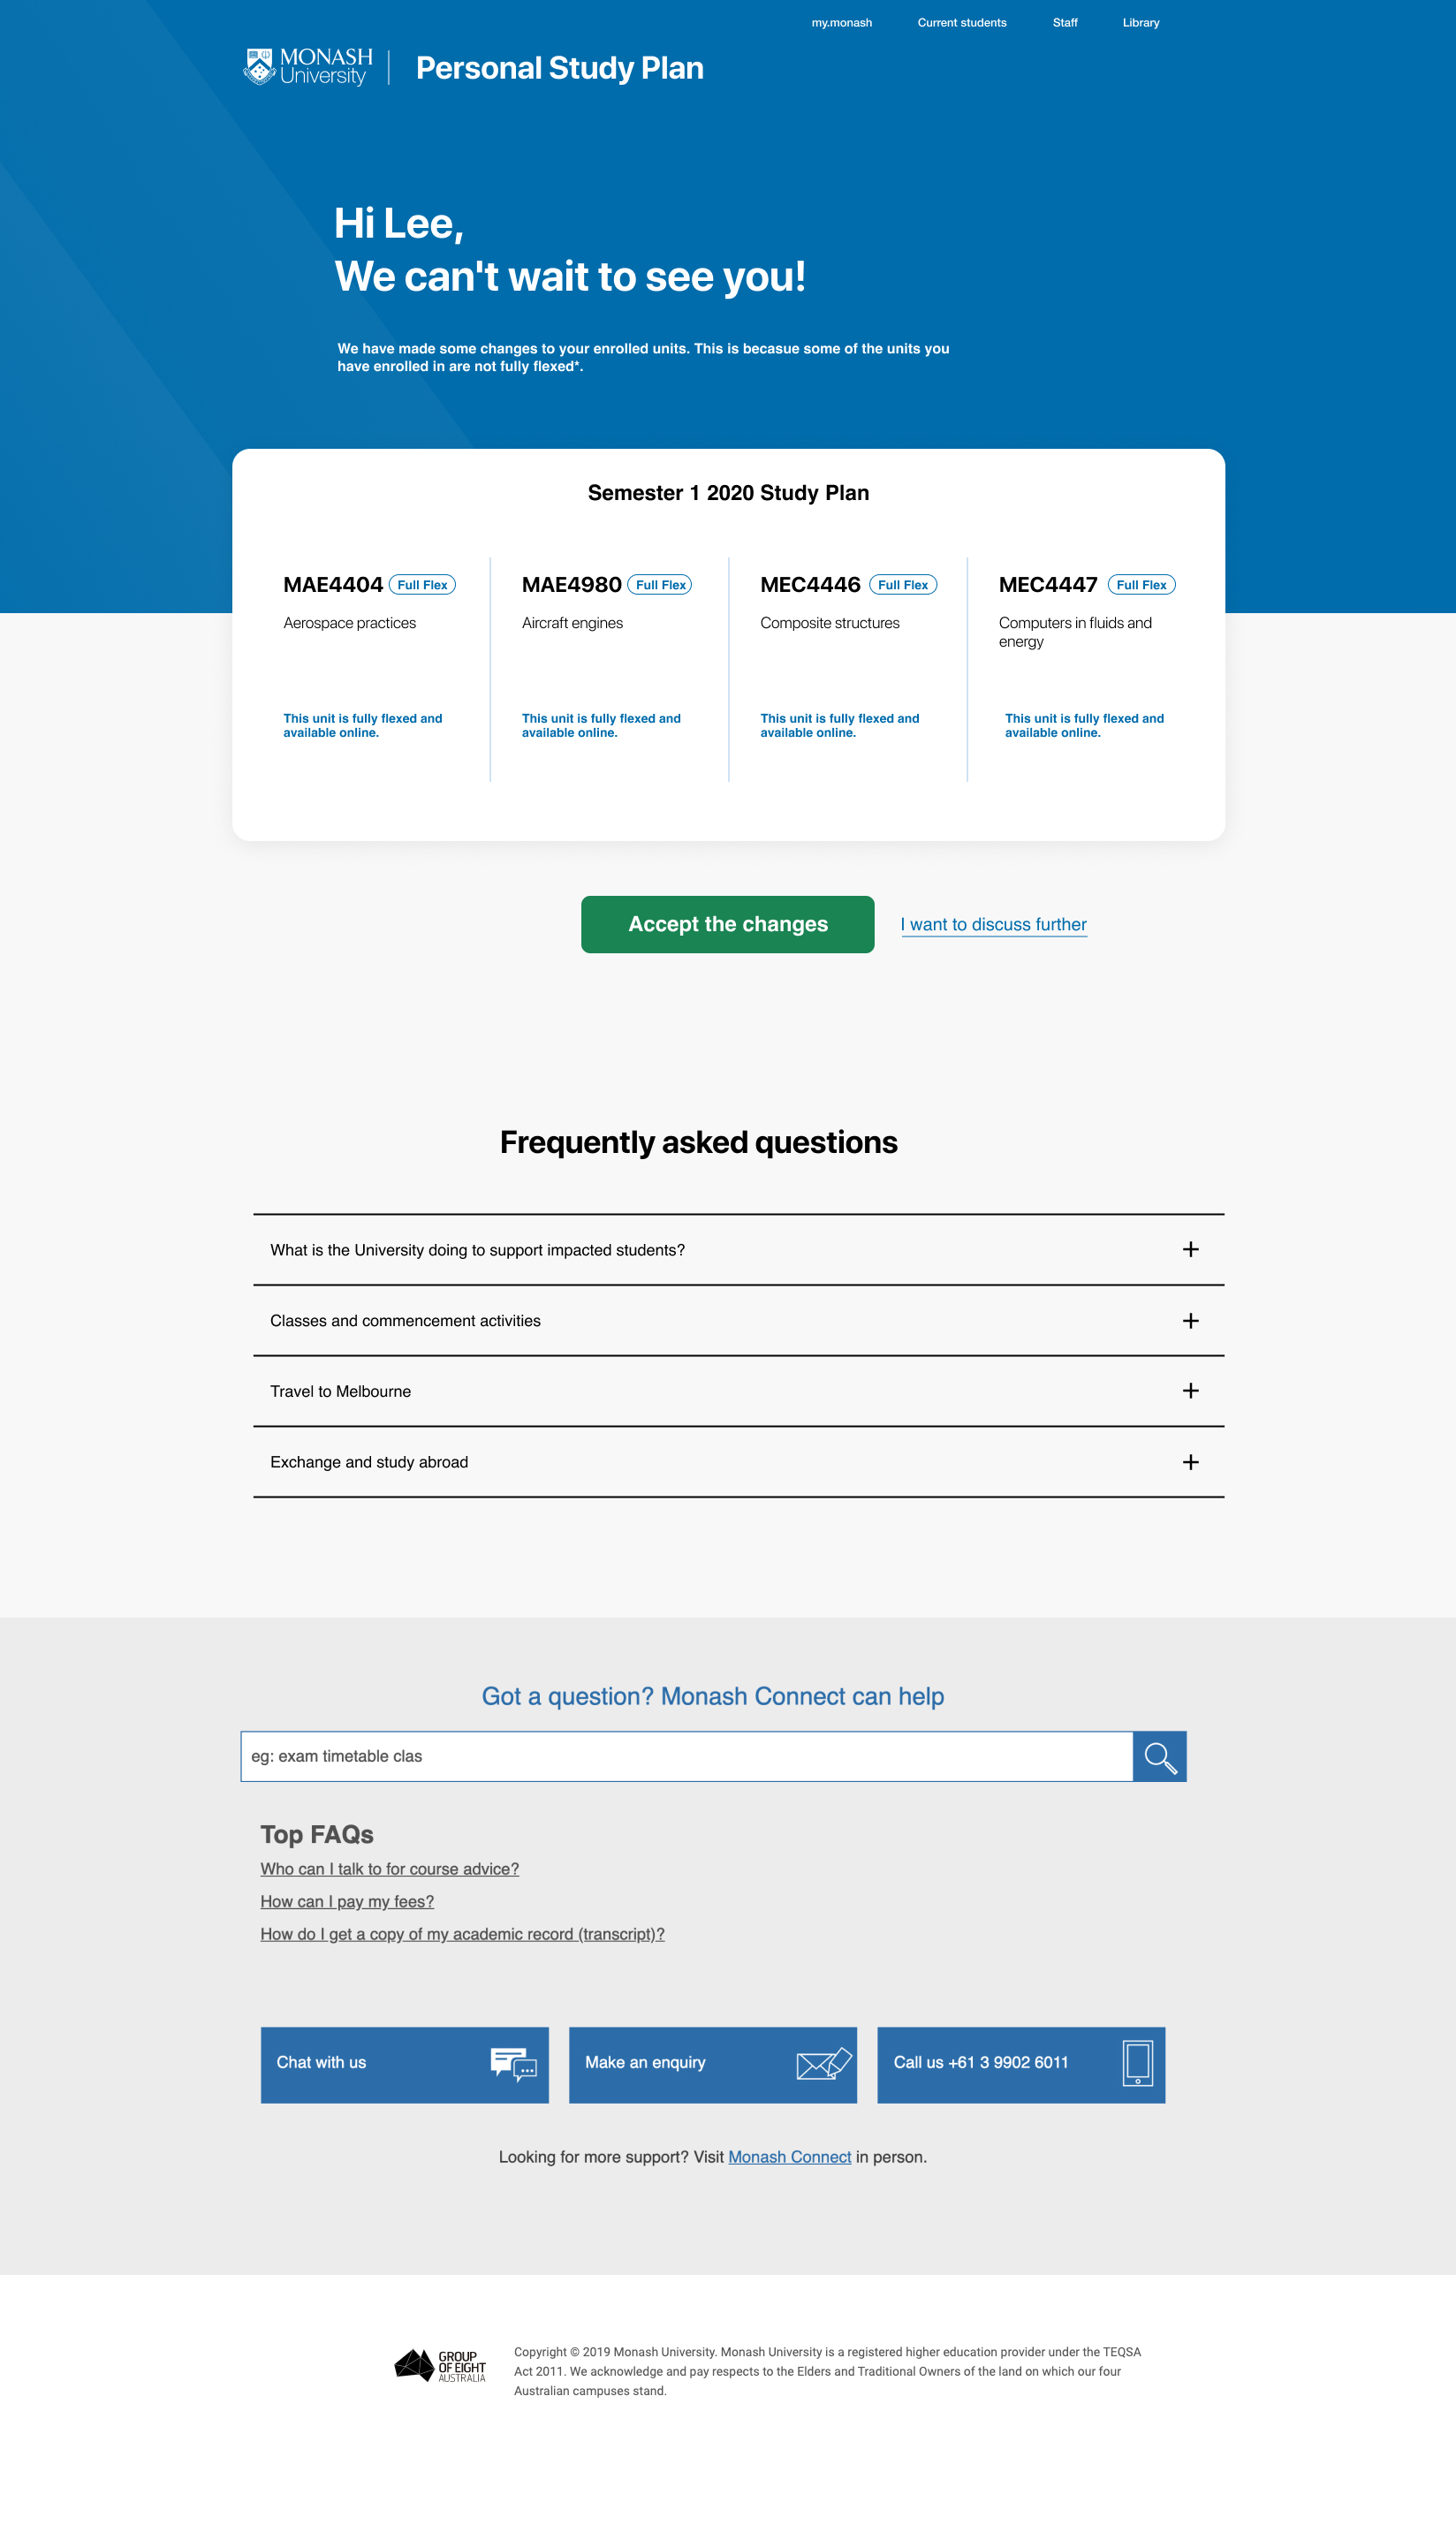 my.monash Current students Staff Library
MONASH
University
Personal Study Plan
Hi Lee,
We can't wait to see you!
We have made some changes to your enrolled units. This is becasue some of the units you
have enrolled in are not fully flexed*.
Semester 1 2020 Study Plan
MAE4404 Full Flex
Aerospace practices
This unit is fully flexed and
available online.
MAE4980 Full Flex
Aircraft engines
This unit is fully flexed and
available online.
MEC4446 Full Flex
Composite structures
This unit is fully flexed and
available online.
MEC4447 Full Flex
Computers in fluids and
energy
This unit is fully flexed and
available online.
Accept the changes
I want to discuss further
Frequently asked questions
What is the University doing to support impacted students?
Classes and commencement activities
Travel to Melbourne
Exchange and study abroad
Got a question? Monash Connect can help
eg: exam timetable clas
Top FAQs
Who can I talk to for course advice?
How can I pay my fees?
How do I get a copy of my academic record (transcript)?
Chat with us
Make an enquiry
Call us +61 3 9902 6011
Looking for more support? Visit Monash Connect in person.
GROUP
OF EIGHT
AUSTRALIA
Copyright © 2019 Monash University. Monash University is a registered higher education provider under the TEQSA
Act 2011. We acknowledge and pay respects to the Elders and Traditional Owners of the land on which our four
Australian campuses stand.